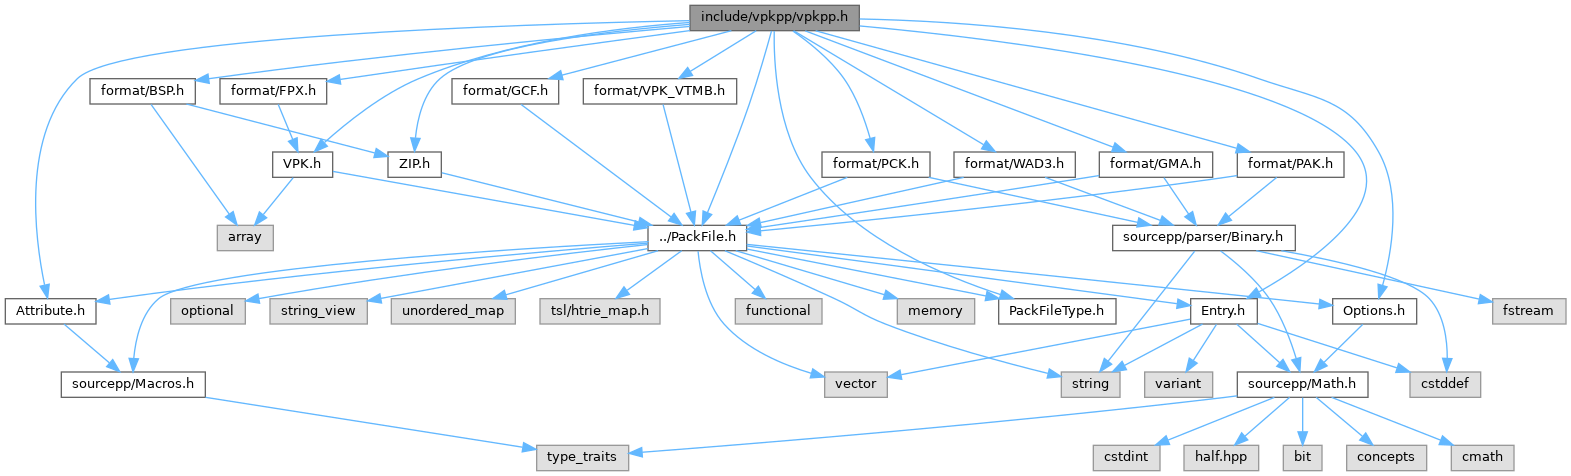 include/vpkpp/vpkpp.h
format/BSP.h
format/FPX.h
format/GCF.h
format/VPK_VTMB.h
VPK.h
ZIP.h
format/PCK.h
format/WAD3.h
format/GMA.h
format/PAK.h
array
../PackFile.h
sourcepp/parser/Binary.h
Attribute.h
optional
string_view
unordered_map
tsl/htrie_map.h
functional
memory
PackFileType.h
Entry.h
Options.h
fstream
sourcepp/Macros.h
vector
string
variant
sourcepp/Math.h
cstddef
type_traits
cstdint
half.hpp
bit
concepts
cmath